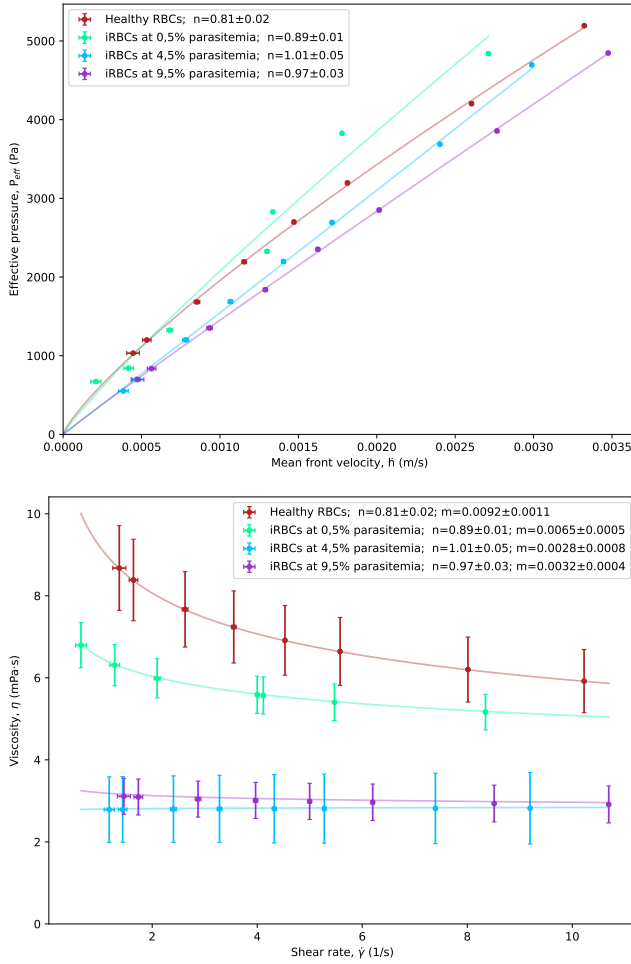 Healthy RBCs;  n=0.81±0.02
iRBCs at 0,5% parasitemia;  n=0.89±0.01
iRBCs at 4,5% parasitemia;  n=1.01±0.05
iRBCs at 9,5% parasitemia;  n=0.97±0.03
5000
4000
3000
2000
1000
0
Effective pressure, P_eff (Pa)
0.0000 0.0005 0.0010 0.0015 0.0020 0.0025 0.0030 0.0035
Mean front velocity, ḣ (m/s)
Healthy RBCs;  n=0.81±0.02; m=0.0092±0.0011
iRBCs at 0,5% parasitemia;  n=0.89±0.01; m=0.0065±0.0005
iRBCs at 4,5% parasitemia;  n=1.01±0.05; m=0.0028±0.0008
iRBCs at 9,5% parasitemia;  n=0.97±0.03; m=0.0032±0.0004
10
8
6
4
2
0
Viscosity, η (mPa·s)
2 4 6 8 10
Shear rate, γ̇ (1/s)